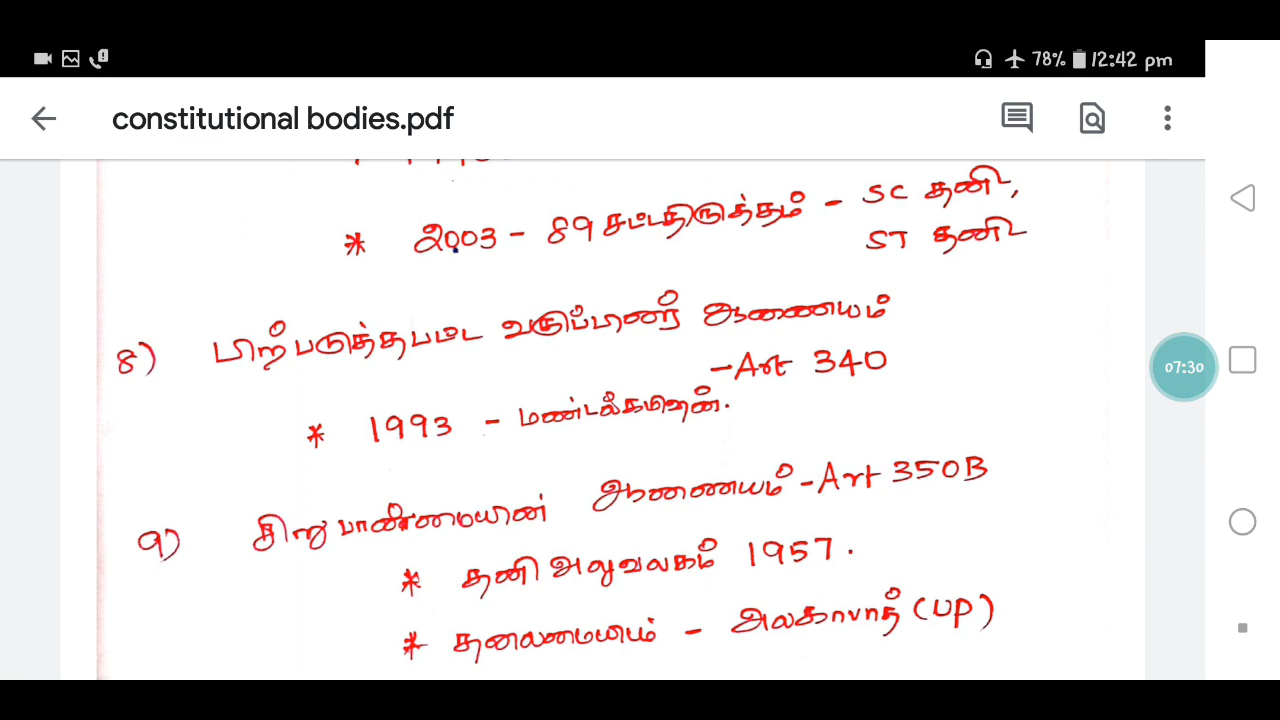 78% 12:42 pm
constitutional bodies.pdf
* 2003 - 89 சட்டதிருத்தம் - SC தனி,
ST தனி
8) பிற்படுத்தபட்ட வகுப்பினர் ஆணையம்
- Art 340
07:30
* 1993 - மண்டல்கமிஷன்.
9) சிறுபான்மையின் ஆணையம் - Art 350B
* தனி அலுவலகம் 1957.
* தலைமையிடம் - அலகாபாத் (UP)